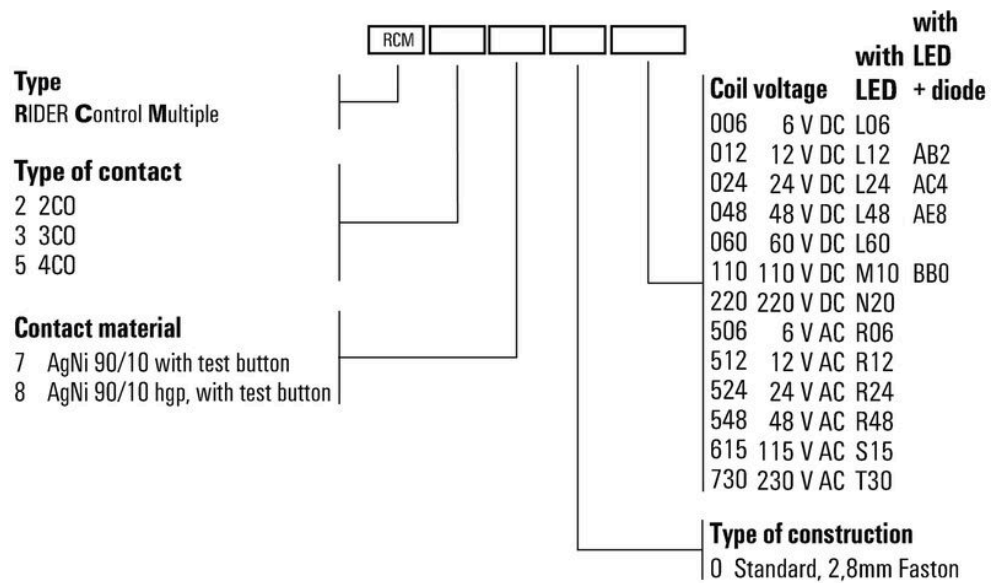 RCM
Type
RIDER Control Multiple
Type of contact
2 2CO
3 3CO
5 4CO
Contact material
7 AgNi 90/10 with test button
8 AgNi 90/10 hgp, with test button
with
with LED
Coil voltage LED + diode
006 6 V DC L06
012 12 V DC L12 AB2
024 24 V DC L24 AC4
048 48 V DC L48 AE8
060 60 V DC L60
110 110 V DC M10 BB0
220 220 V DC N20
506 6 V AC R06
512 12 V AC R12
524 24 V AC R24
548 48 V AC R48
615 115 V AC S15
730 230 V AC T30
Type of construction
0 Standard, 2,8mm Faston